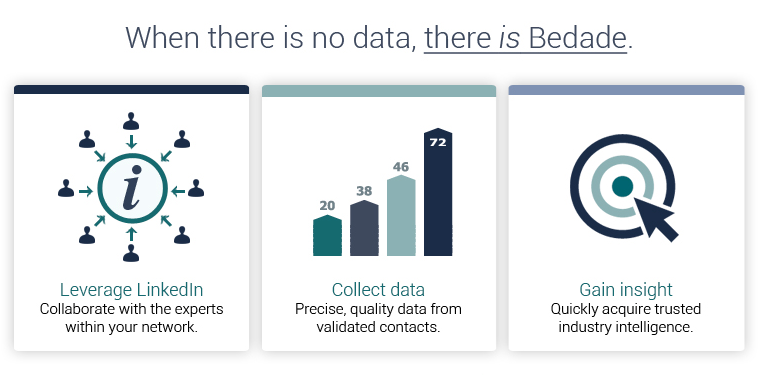 When there is no data, there is Bedade.
i
Leverage LinkedIn
Collaborate with the experts
within your network.
20
38
46
72
Collect data
Precise, quality data from
validated contacts.
Gain insight
Quickly acquire trusted
industry intelligence.